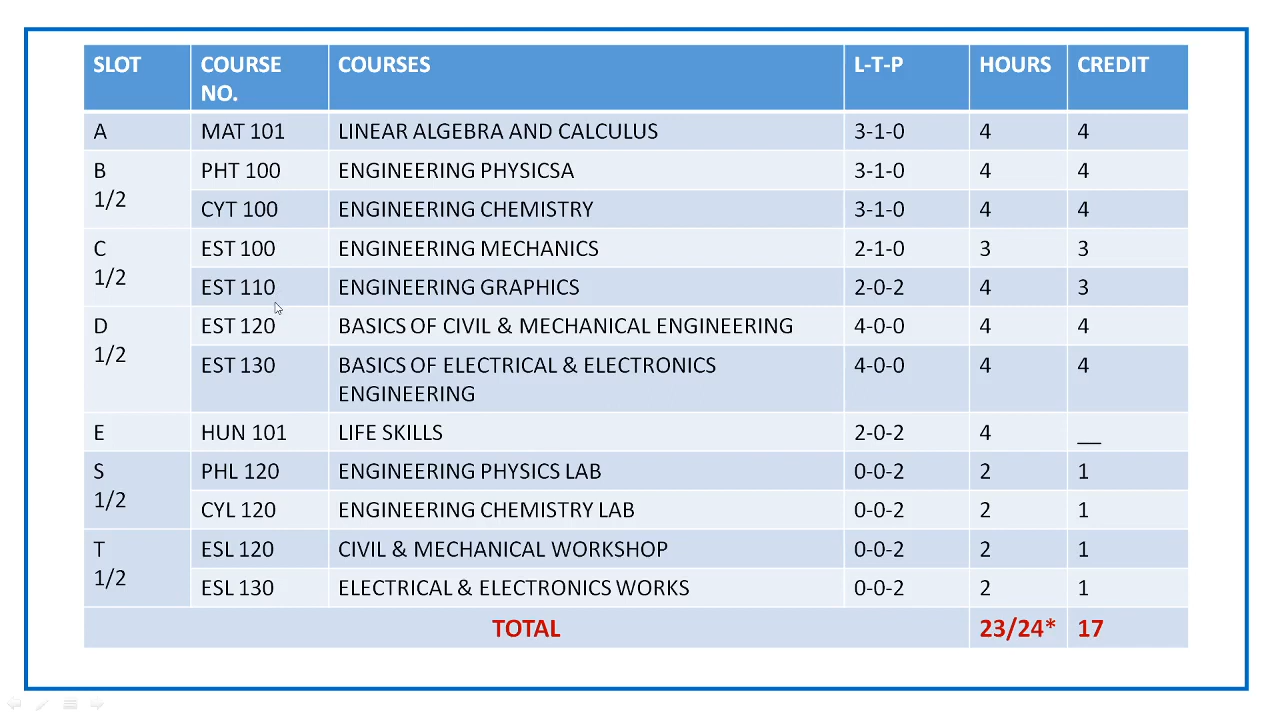 SLOT COURSE NO. COURSES L-T-P HOURS CREDIT
A MAT 101 LINEAR ALGEBRA AND CALCULUS 3-1-0 4 4
B 1/2 PHT 100 ENGINEERING PHYSICSA 3-1-0 4 4
CYT 100 ENGINEERING CHEMISTRY 3-1-0 4 4
C 1/2 EST 100 ENGINEERING MECHANICS 2-1-0 3 3
EST 110 ENGINEERING GRAPHICS 2-0-2 4 3
D 1/2 EST 120 BASICS OF CIVIL & MECHANICAL ENGINEERING 4-0-0 4 4
EST 130 BASICS OF ELECTRICAL & ELECTRONICS ENGINEERING 4-0-0 4 4
E HUN 101 LIFE SKILLS 2-0-2 4 __
S 1/2 PHL 120 ENGINEERING PHYSICS LAB 0-0-2 2 1
CYL 120 ENGINEERING CHEMISTRY LAB 0-0-2 2 1
T 1/2 ESL 120 CIVIL & MECHANICAL WORKSHOP 0-0-2 2 1
ESL 130 ELECTRICAL & ELECTRONICS WORKS 0-0-2 2 1
TOTAL 23/24* 17